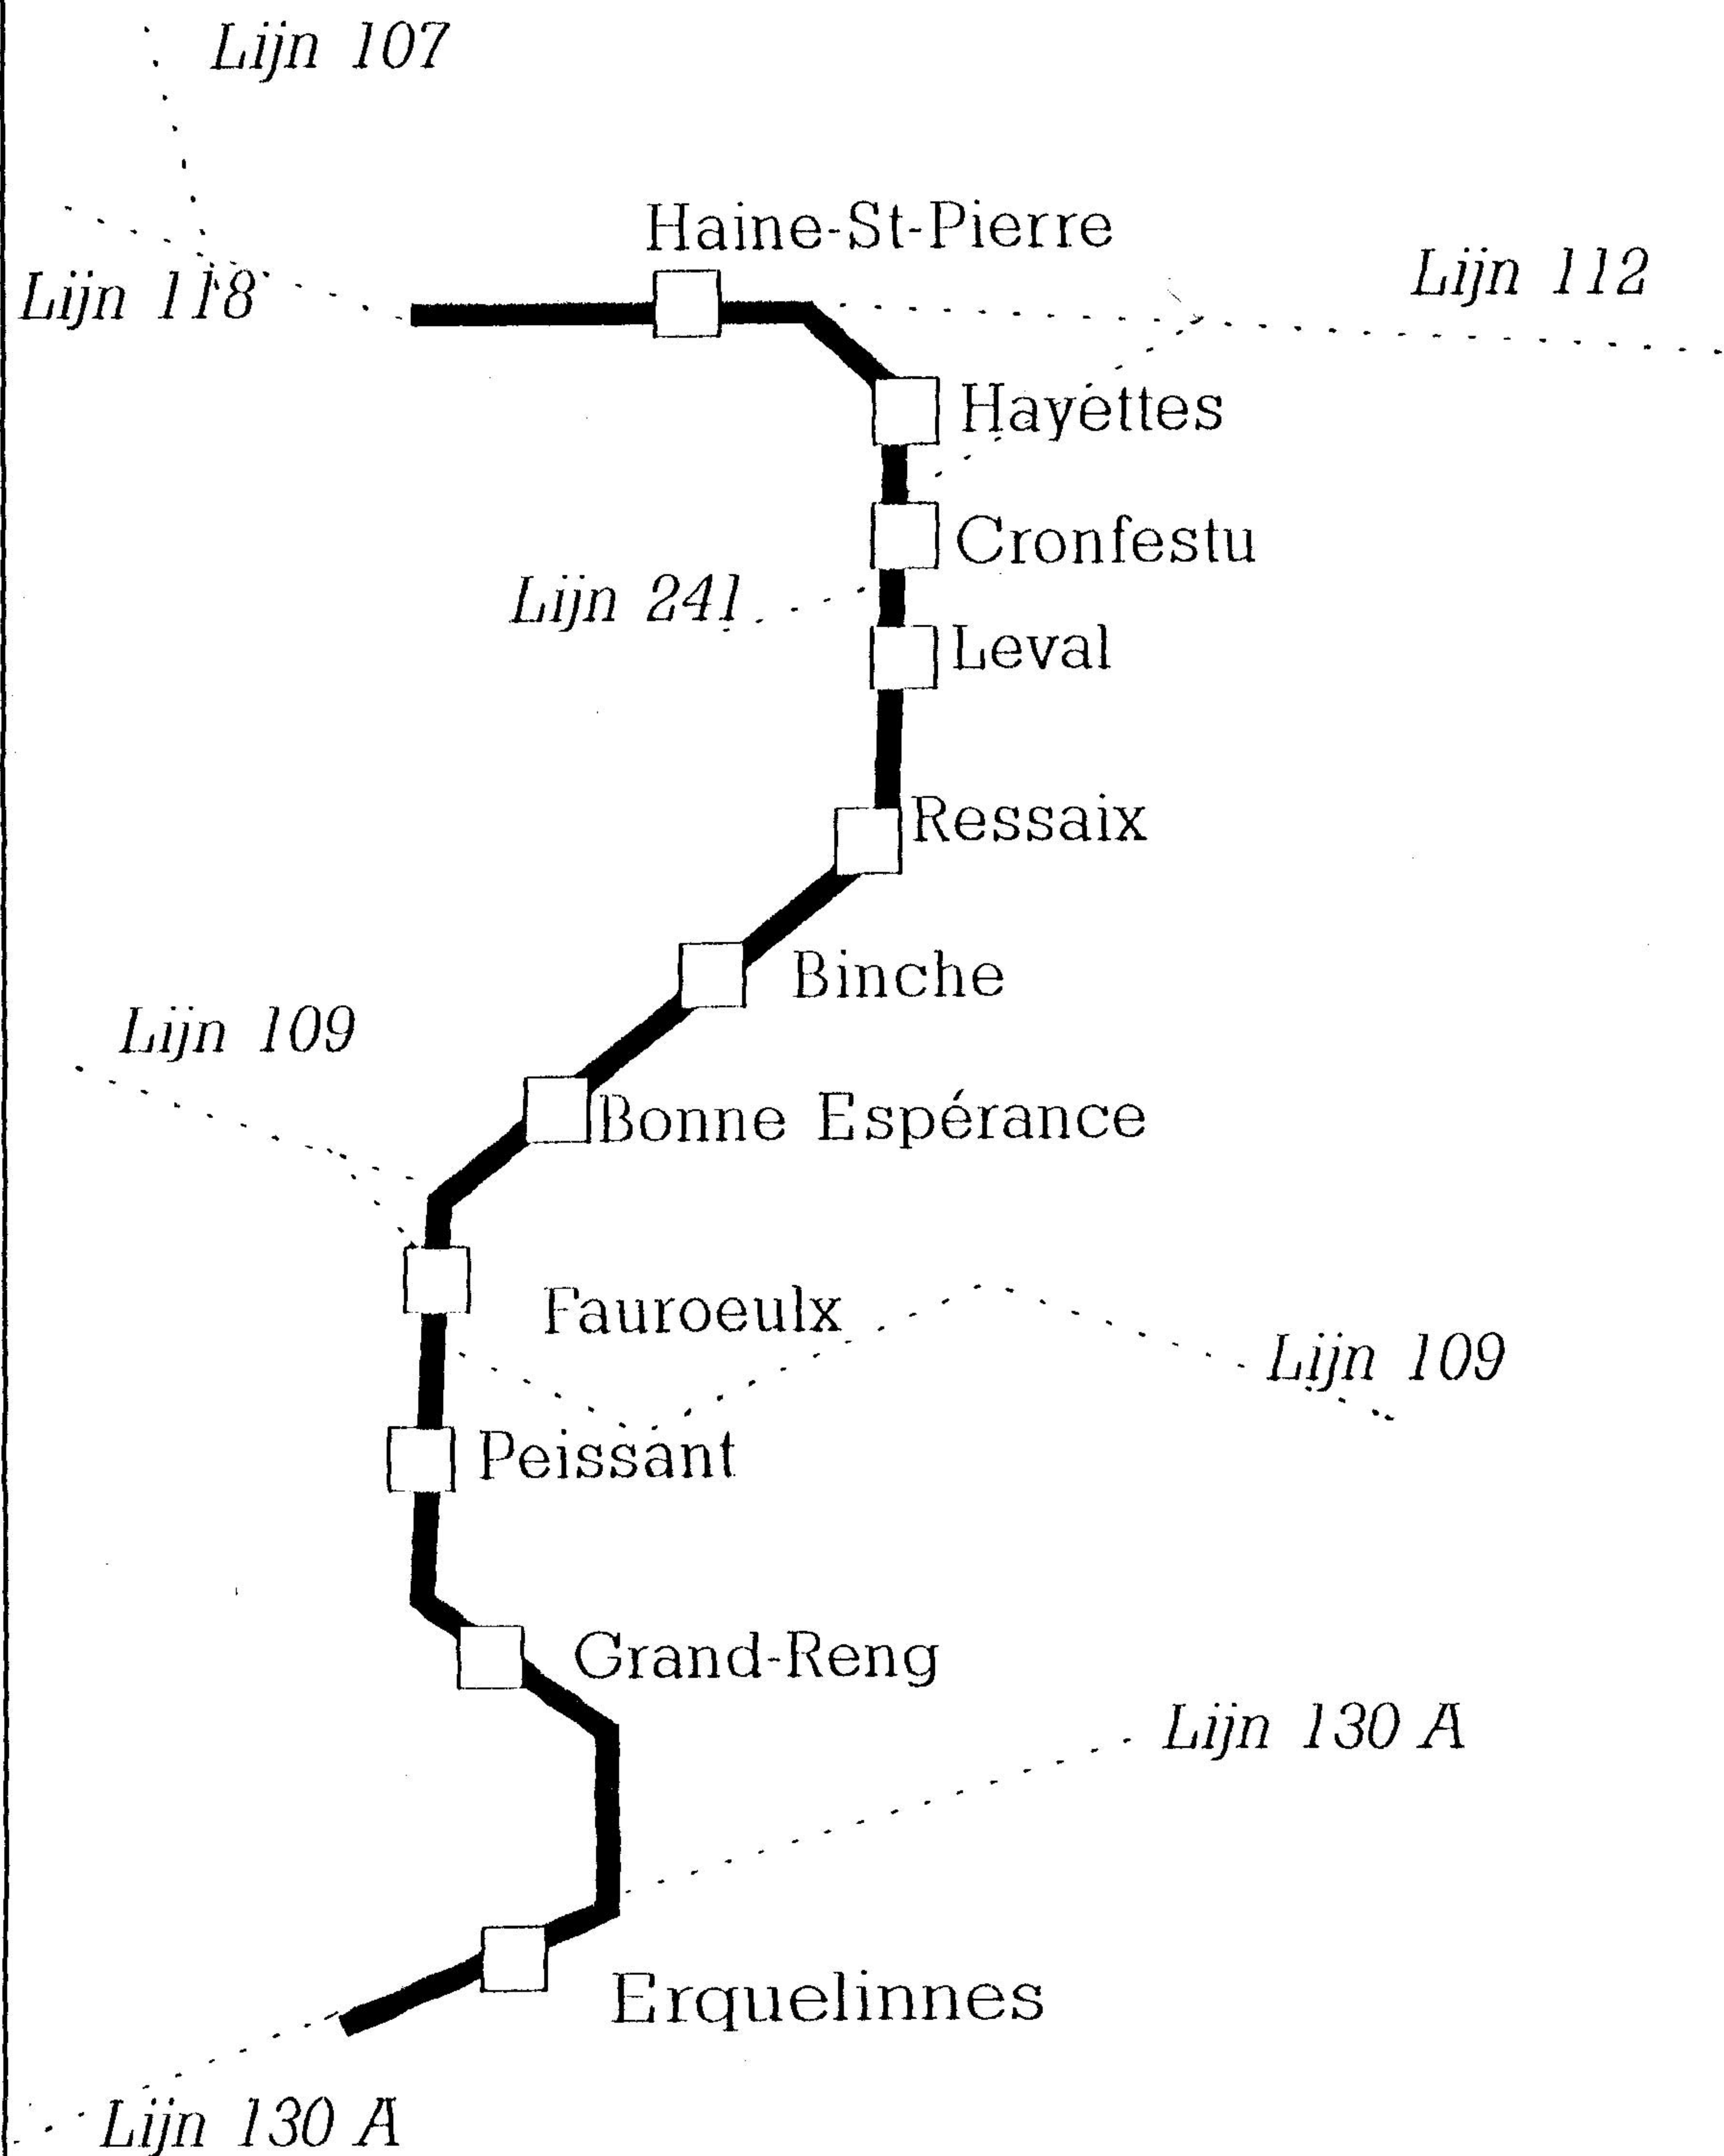 Lijn 107
Haine-St-Pierre
Lijn 118
Lijn 112
Hayettes
Cronfestu
Lijn 241
Leval
Ressaix
Binche
Lijn 109
Bonne Espérance
Fauroeulx
Lijn 109
Peissant
Grand-Reng
Lijn 130 A
Erquelinnes
Lijn 130 A